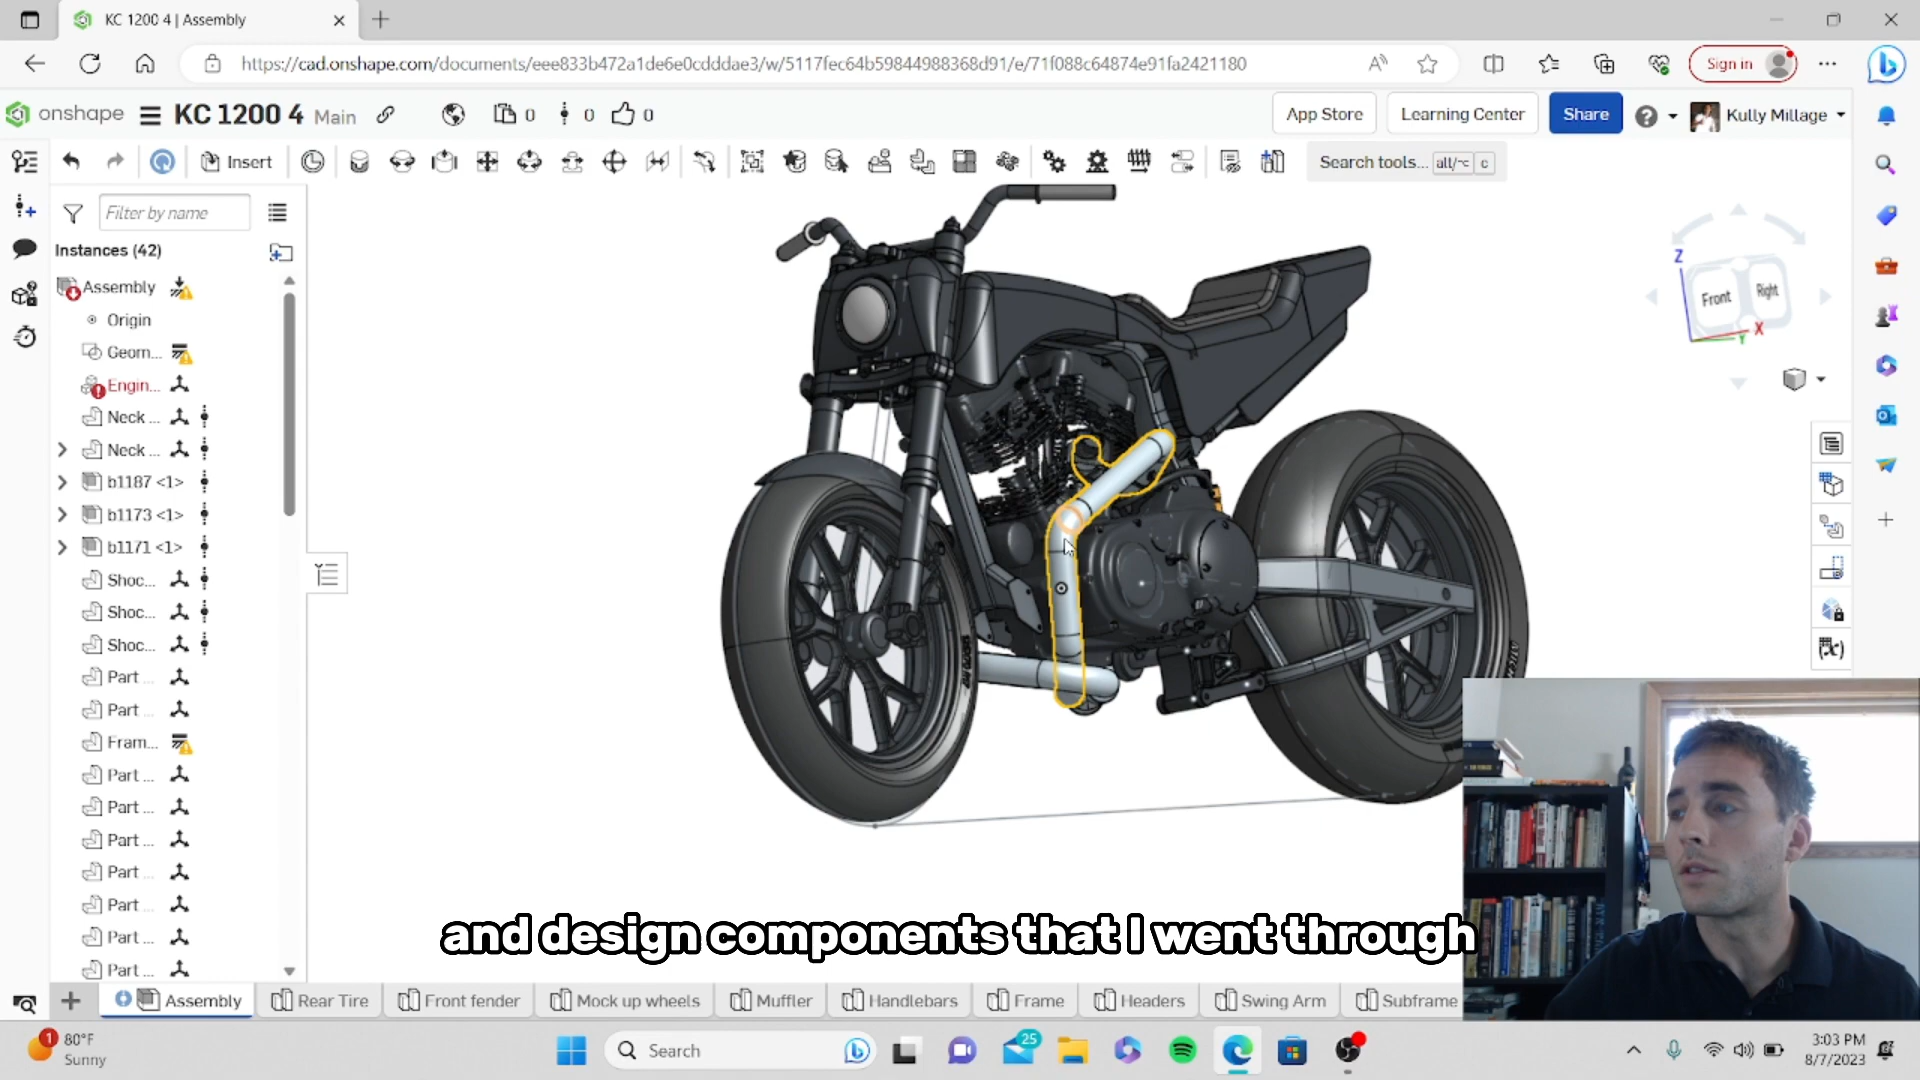 KC 1200 4 | Assembly
https://cad.onshape.com/documents/eee833b472a1de6e0cdddae3/w/5117fec64b59844988368d91/e/71f088c64874e91fa2421180
Sign in
onshape
KC 1200 4 Main
0
0
0
App Store
Learning Center
Share
Kully Millage
Insert
Search tools... alt/⌥ c
Filter by name
Instances (42)
Assembly
Origin
Geom...
Engin...
Neck ...
Neck ...
b1187 <1>
b1173 <1>
b1171 <1>
Shoc...
Shoc...
Shoc...
Part ...
Part ...
Fram...
Part ...
Part ...
Part ...
Part ...
Part ...
Part ...
Part ...
Z
Front
Right
X
Y
and design components that I went through
Assembly
Rear Tire
Front fender
Mock up wheels
Muffler
Handlebars
Frame
Headers
Swing Arm
Subframe
1
80°F
Sunny
Search
25
3:03 PM
8/7/2023